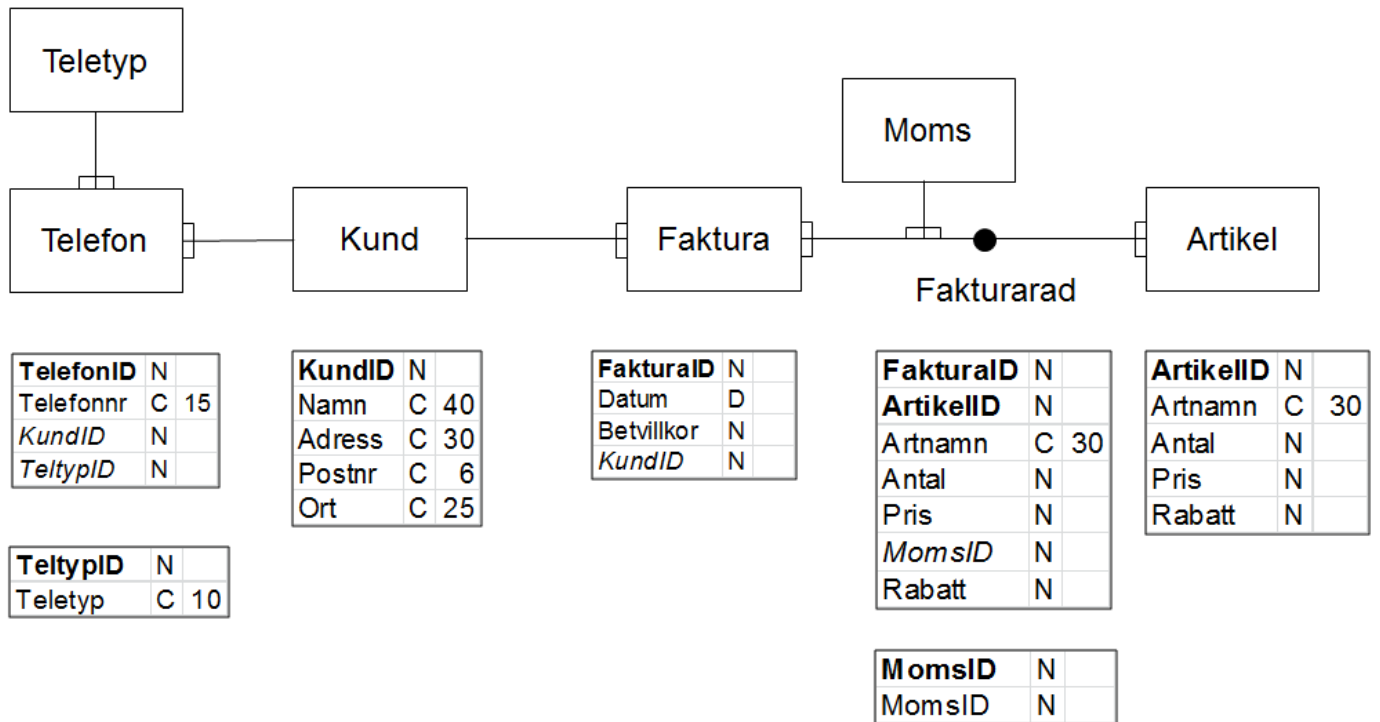 Teletyp
Moms
Telefon
Kund
Faktura
Artikel
Fakturarad
TelefonID N
Telefonnr C 15
KundID N
TeltypID N
KundID N
Namn C 40
Adress C 30
Postnr C 6
Ort C 25
FakturaID N
Datum D
Betvillkor N
KundID N
FakturaID N
ArtikelID N
Artnamn C 30
Antal N
Pris N
MomsID N
Rabatt N
ArtikelID N
Artnamn C 30
Antal N
Pris N
Rabatt N
TeltypID N
Teletyp C 10
MomsID N
MomsID N